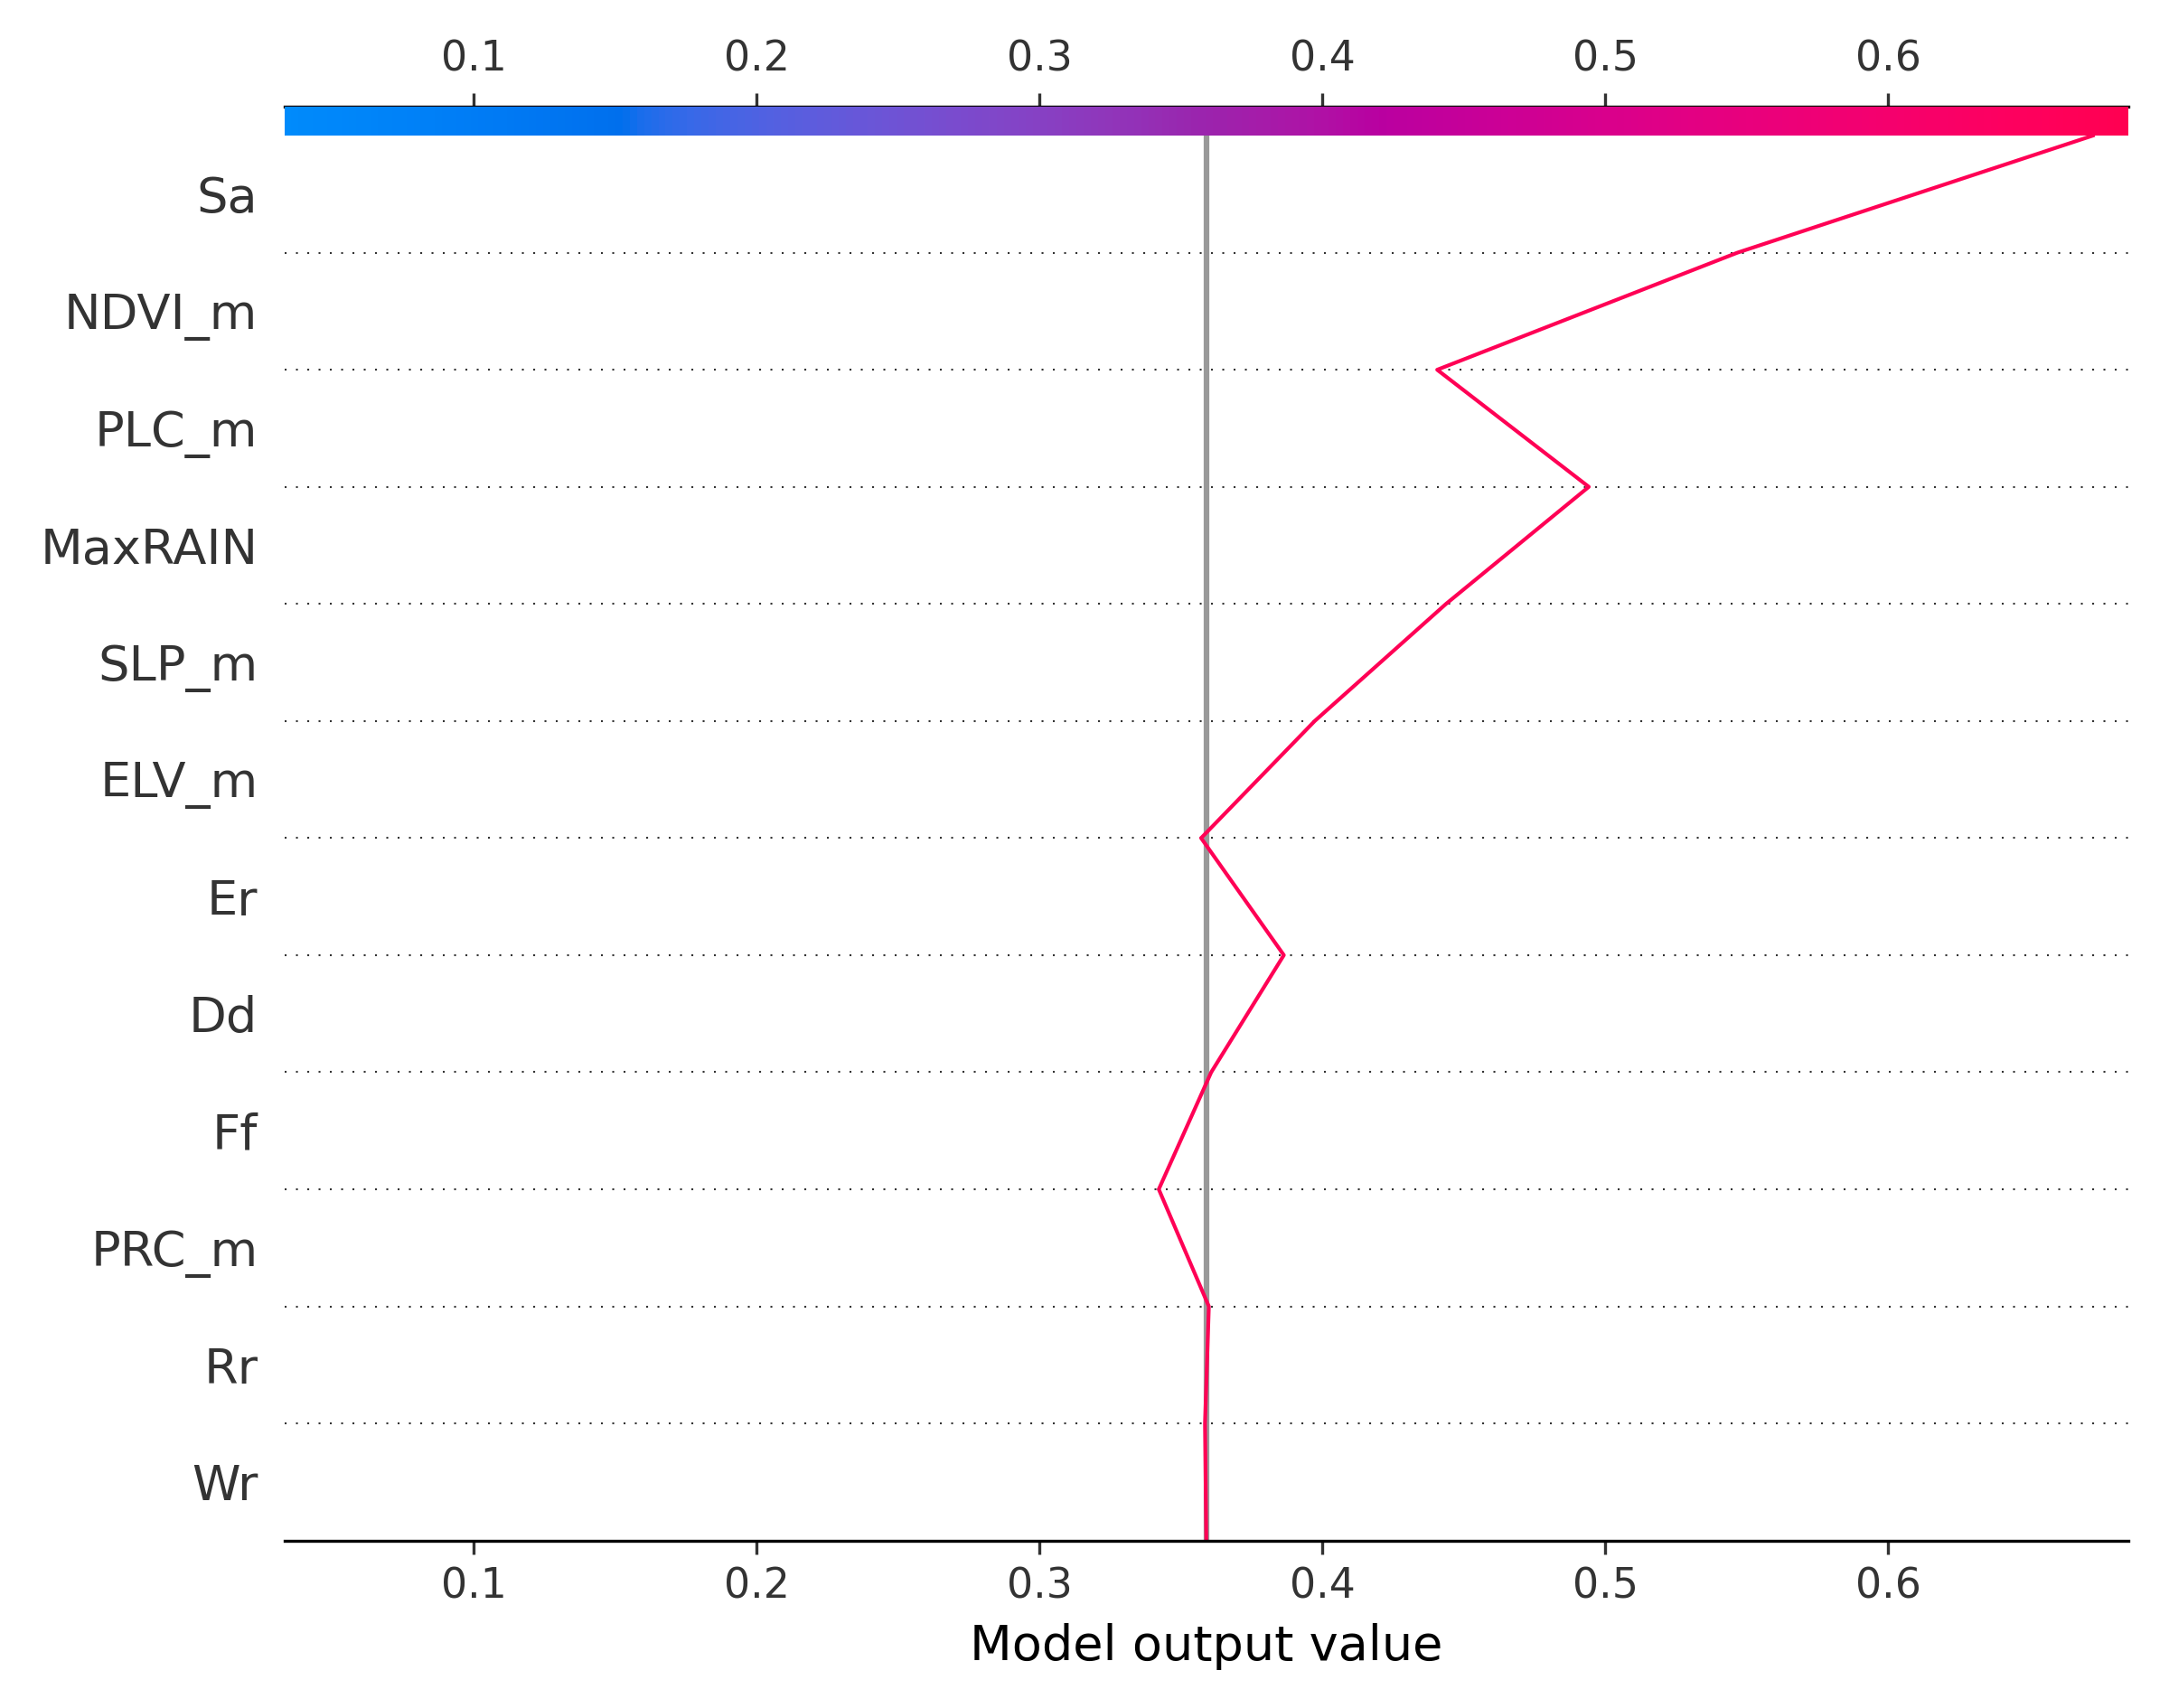 0.1 0.2 0.3 0.4 0.5 0.6
Sa
NDVI_m
PLC_m
MaxRAIN
SLP_m
ELV_m
Er
Dd
Ff
PRC_m
Rr
Wr
0.1 0.2 0.3 0.4 0.5 0.6
Model output value